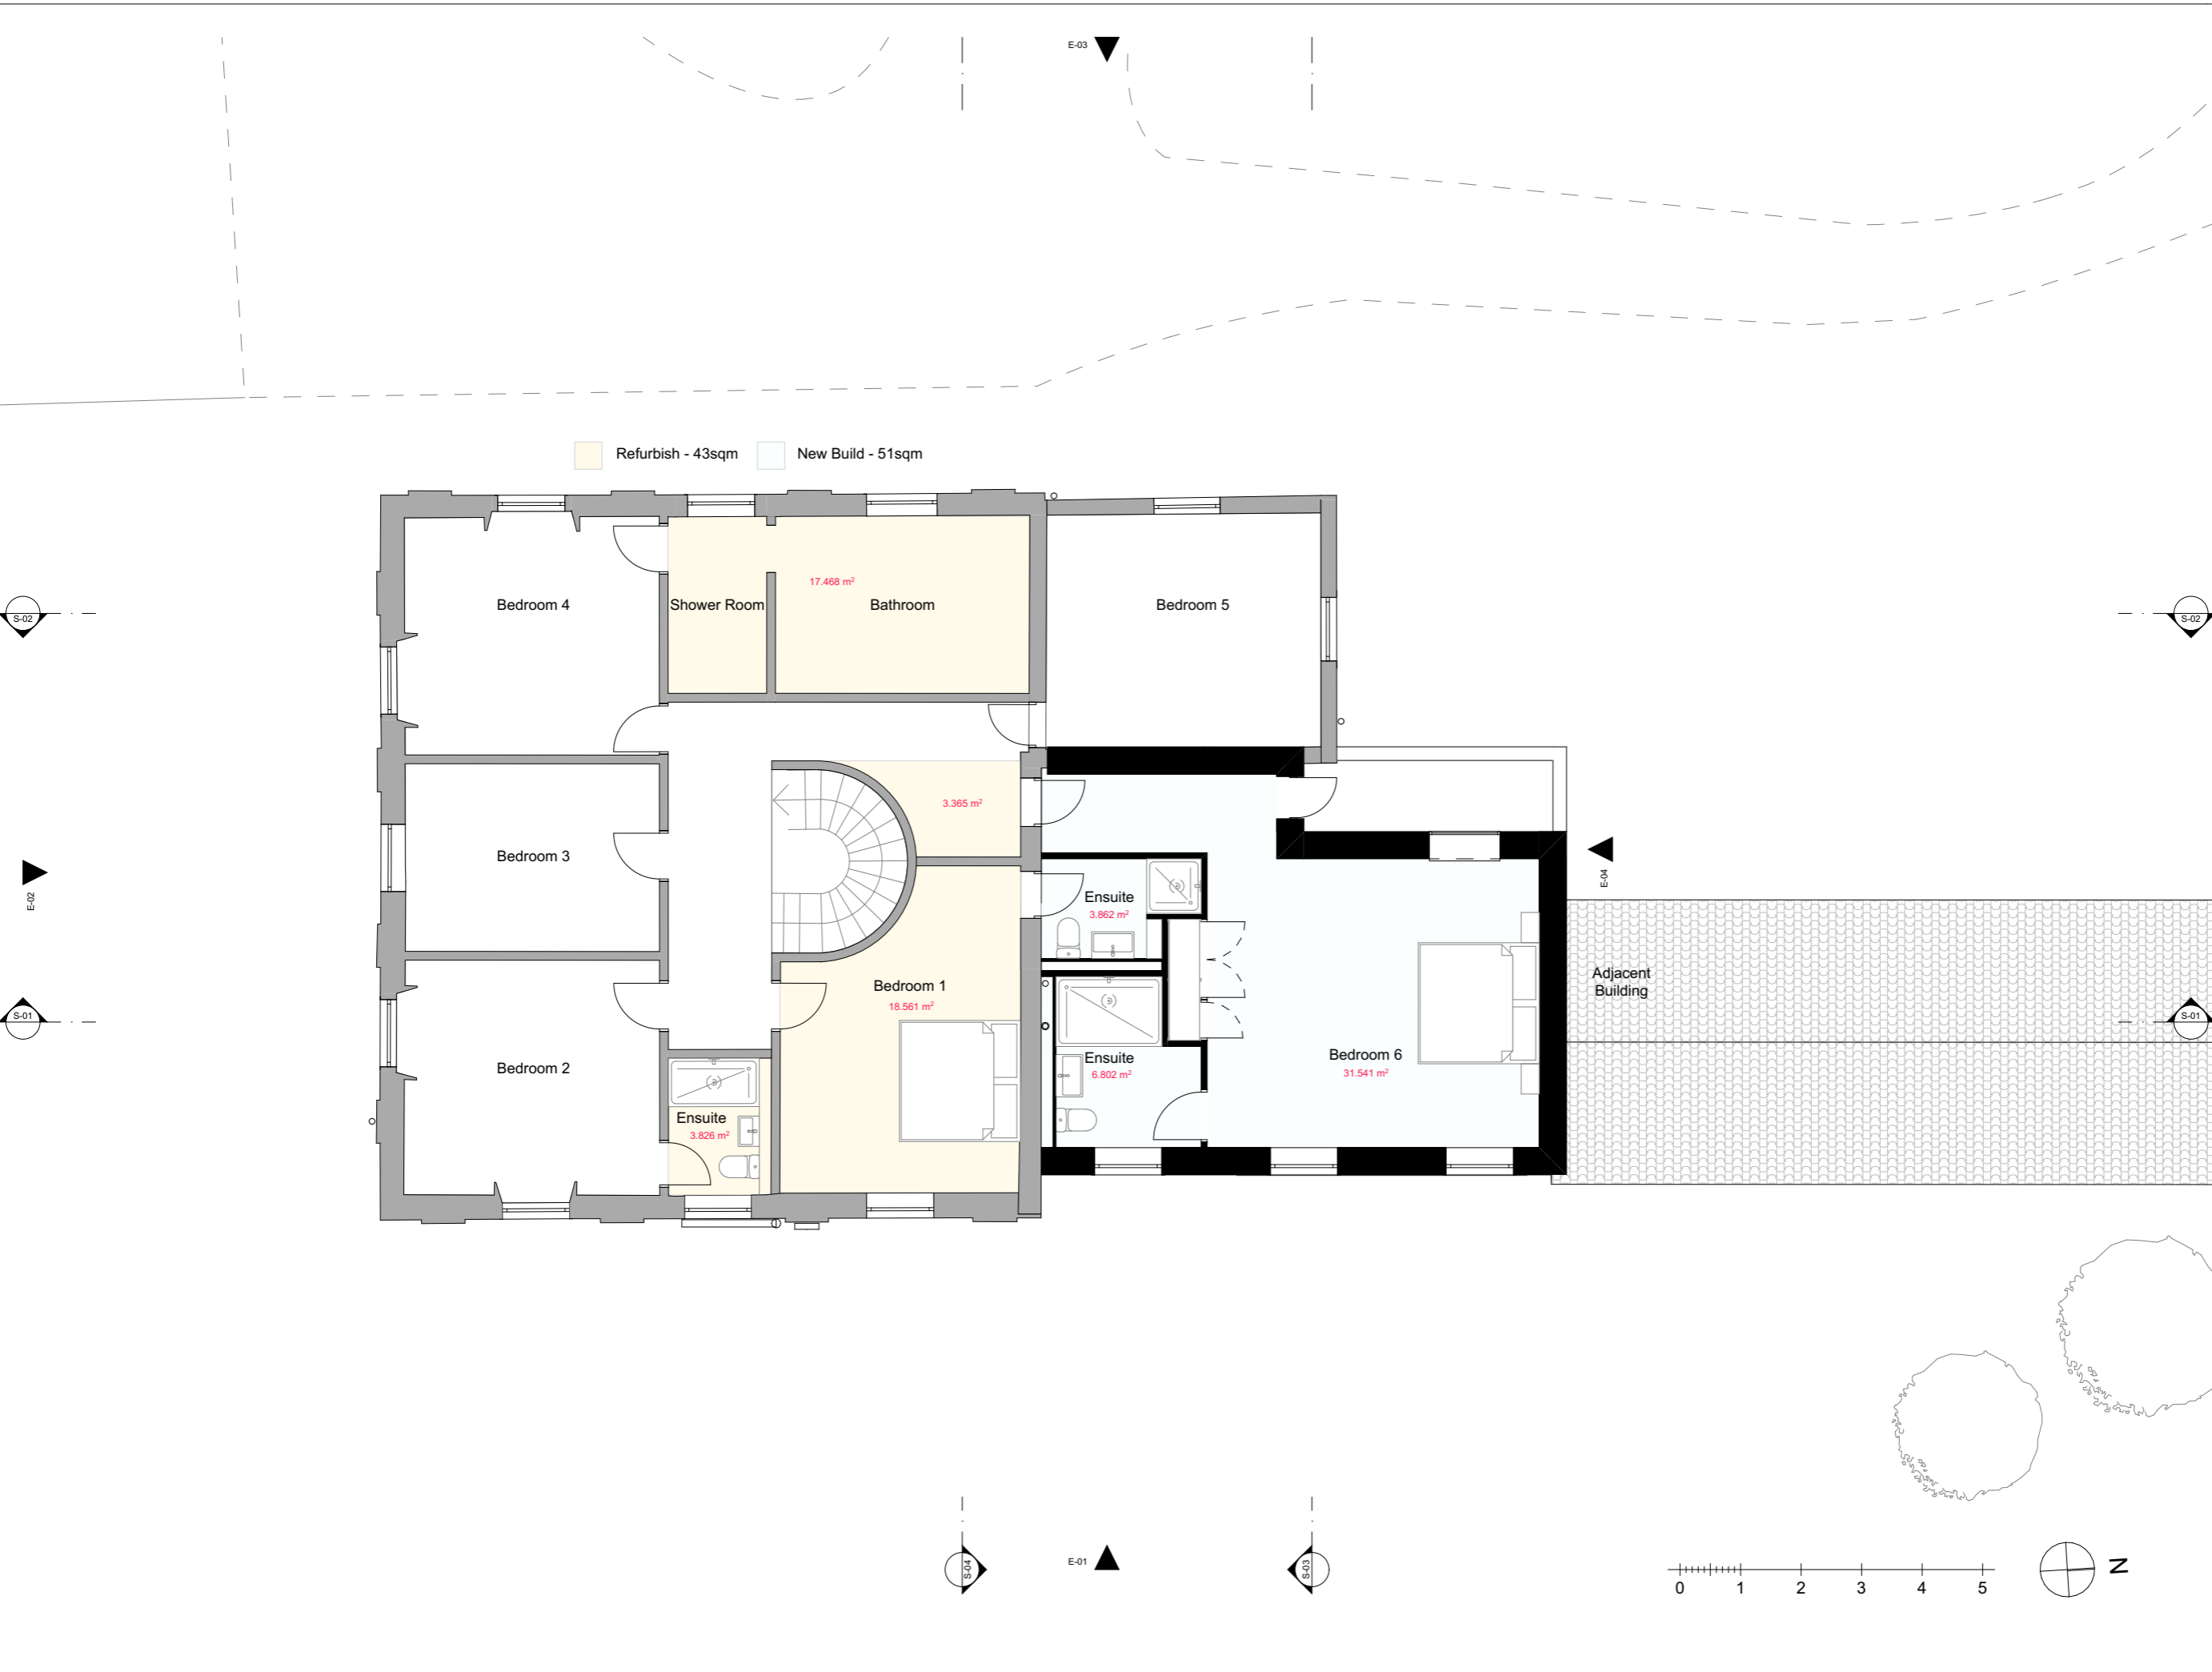 E-03
Refurbish - 43sqm
New Build - 51sqm
17.468 m²
Bedroom 4
Shower Room
Bathroom
Bedroom 5
S-02
S-02
3.365 m²
Bedroom 3
E-02
E-04
Ensuite
3.862 m²
Bedroom 1
18.561 m²
Adjacent
Building
S-01
S-01
Bedroom 2
Ensuite
6.802 m²
Bedroom 6
31.541 m²
Ensuite
3.826 m²
S-04
E-01
S-03
0 1 2 3 4 5
N